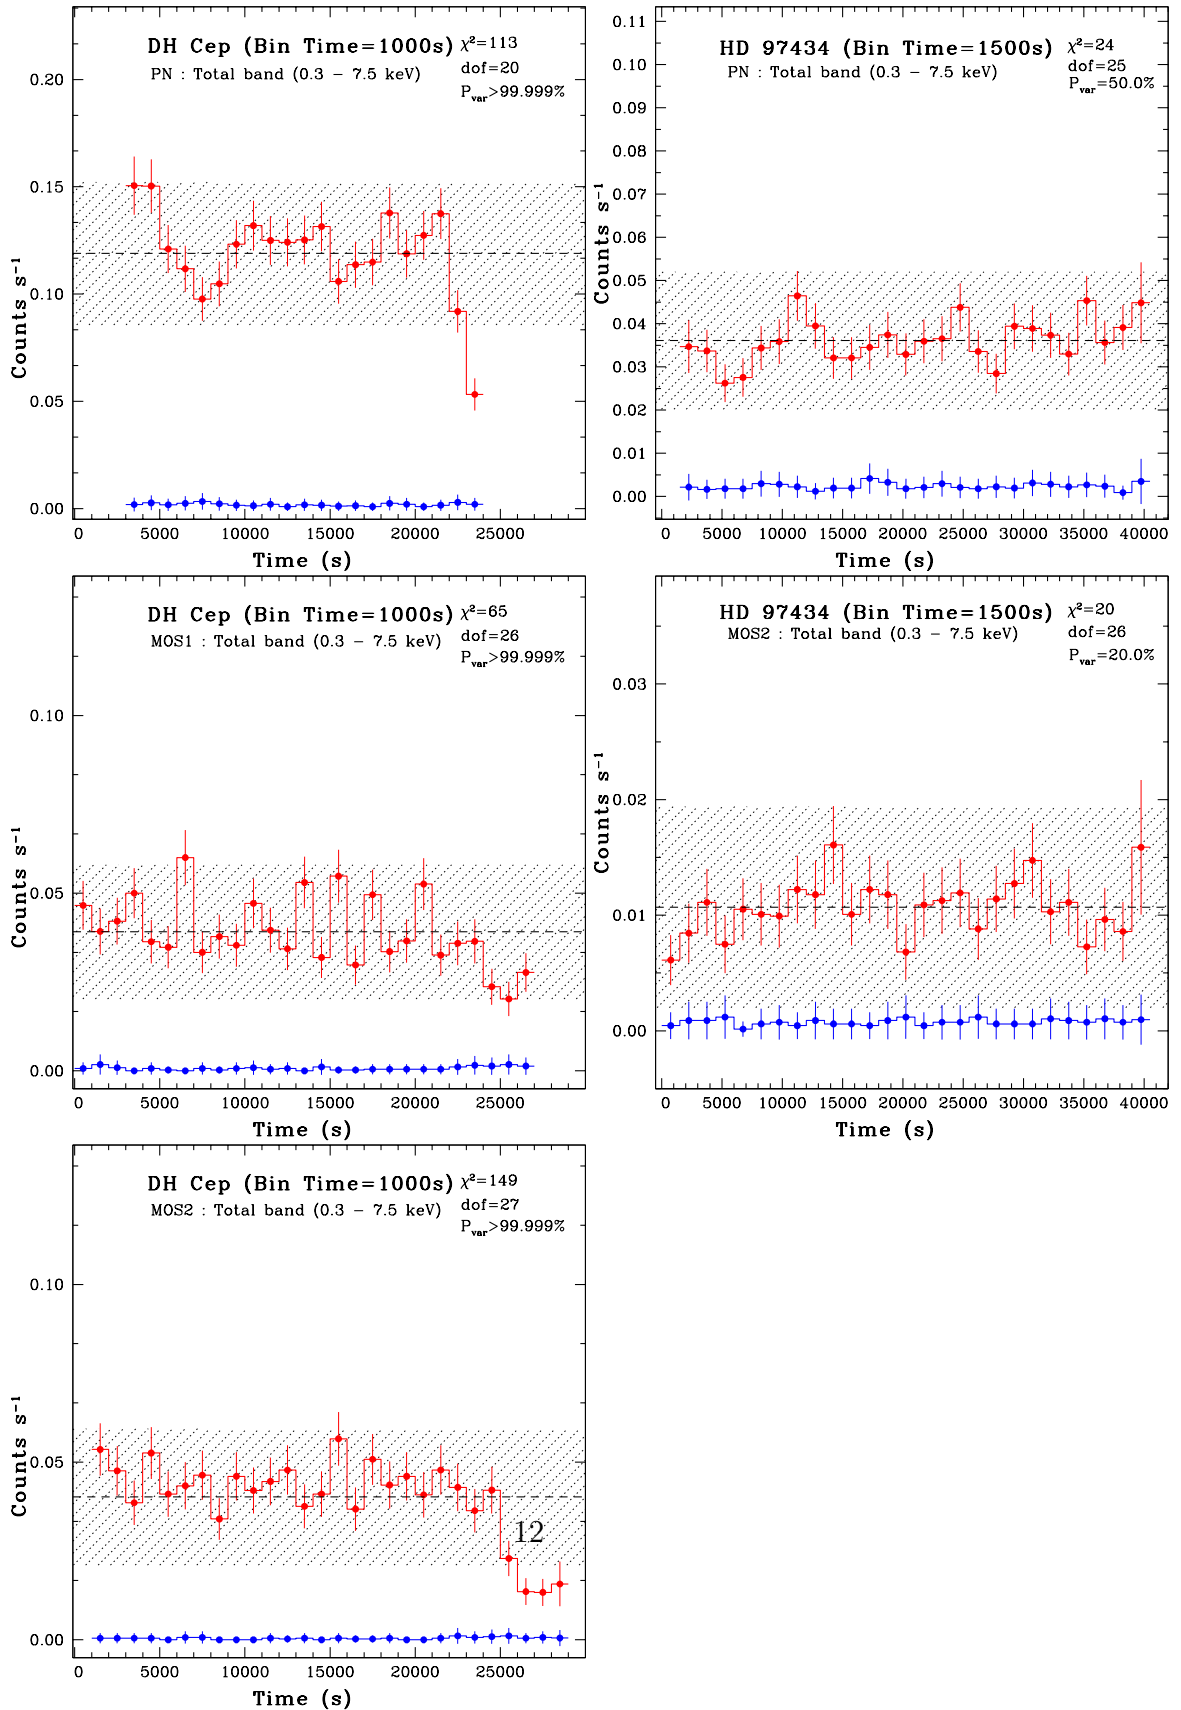 DH Cep (Bin Time=1000s) χ²=113
PN : Total band (0.3 – 7.5 keV) dof=20
Pvar>99.999%
0.20
0.15
0.10
0.05
0.00
Counts s⁻¹
0 5000 10000 15000 20000 25000
Time (s)
HD 97434 (Bin Time=1500s) χ²=24
PN : Total band (0.3 – 7.5 keV) dof=25
Pvar=50.0%
0.11
0.10
0.09
0.08
0.07
0.06
0.05
0.04
0.03
0.02
0.01
0.00
Counts s⁻¹
0 5000 10000 15000 20000 25000 30000 35000 40000
Time (s)
DH Cep (Bin Time=1000s) χ²=65
MOS1 : Total band (0.3 – 7.5 keV) dof=26
Pvar>99.999%
0.10
0.05
0.00
Counts s⁻¹
0 5000 10000 15000 20000 25000
Time (s)
HD 97434 (Bin Time=1500s) χ²=20
MOS2 : Total band (0.3 – 7.5 keV) dof=26
Pvar=20.0%
0.03
0.02
0.01
0.00
Counts s⁻¹
0 5000 10000 15000 20000 25000 30000 35000 40000
Time (s)
DH Cep (Bin Time=1000s) χ²=149
MOS2 : Total band (0.3 – 7.5 keV) dof=27
Pvar>99.999%
0.10
0.05
0.00
Counts s⁻¹
12
0 5000 10000 15000 20000 25000
Time (s)